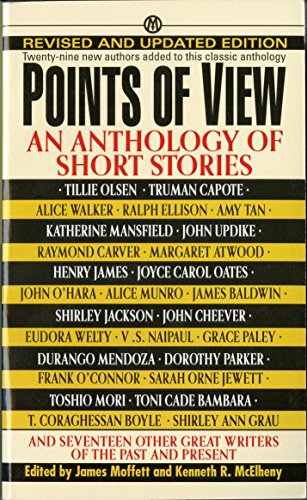 M
REVISED AND UPDATED EDITION
Twenty-nine new authors added to this classic anthology
POINTS OF VIEW
AN ANTHOLOGY OF
SHORT STORIES
· TILLIE OLSEN · TRUMAN CAPOTE ·
ALICE WALKER · RALPH ELLISON · AMY TAN ·
KATHERINE MANSFIELD · JOHN UPDIKE ·
RAYMOND CARVER · MARGARET ATWOOD ·
HENRY JAMES · JOYCE CAROL OATES ·
JOHN O'HARA · ALICE MUNRO · JAMES BALDWIN ·
SHIRLEY JACKSON · JOHN CHEEVER ·
EUDORA WELTY · V .S. NAIPAUL · GRACE PALEY ·
DURANGO MENDOZA · DOROTHY PARKER ·
FRANK O'CONNOR · SARAH ORNE JEWETT ·
TOSHIO MORI · TONI CADE BAMBARA ·
T. CORAGHESSAN BOYLE · SHIRLEY ANN GRAU ·
AND SEVENTEEN OTHER GREAT WRITERS
OF THE PAST AND PRESENT
Edited by James Moffett and Kenneth R. McElheny